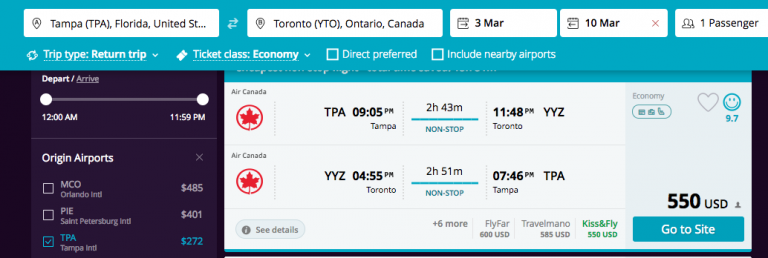 Tampa (TPA), Florida, United St...
Toronto (YTO), Ontario, Canada
3 Mar
10 Mar
1 Passenger
Trip type: Return trip
Ticket class: Economy
Direct preferred
Include nearby airports
Depart / Arrive
12:00 AM
11:59 PM
Origin Airports
MCO
$485
Orlando Intl
PIE
$401
Saint Petersburg Intl
TPA
$272
Tampa Intl
Air Canada
TPA 09:05 PM
Tampa
2h 43m
NON-STOP
11:48 PM YYZ
Toronto
Air Canada
YYZ 04:55 PM
Toronto
2h 51m
NON-STOP
07:46 PM TPA
Tampa
See details
+6 more
FlyFar
600 USD
Travelmano
585 USD
Kiss&Fly
550 USD
Economy
9.7
550 USD
Go to Site